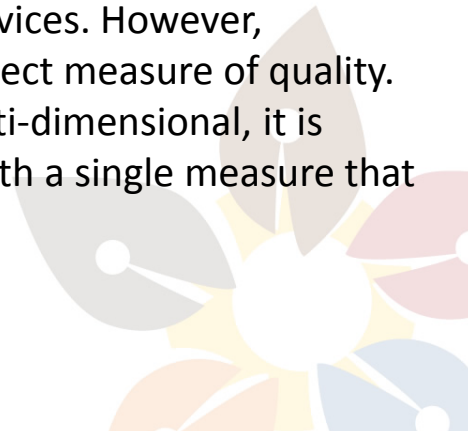 vices. However,
ect measure of quality.
ti-dimensional, it is
th a single measure that